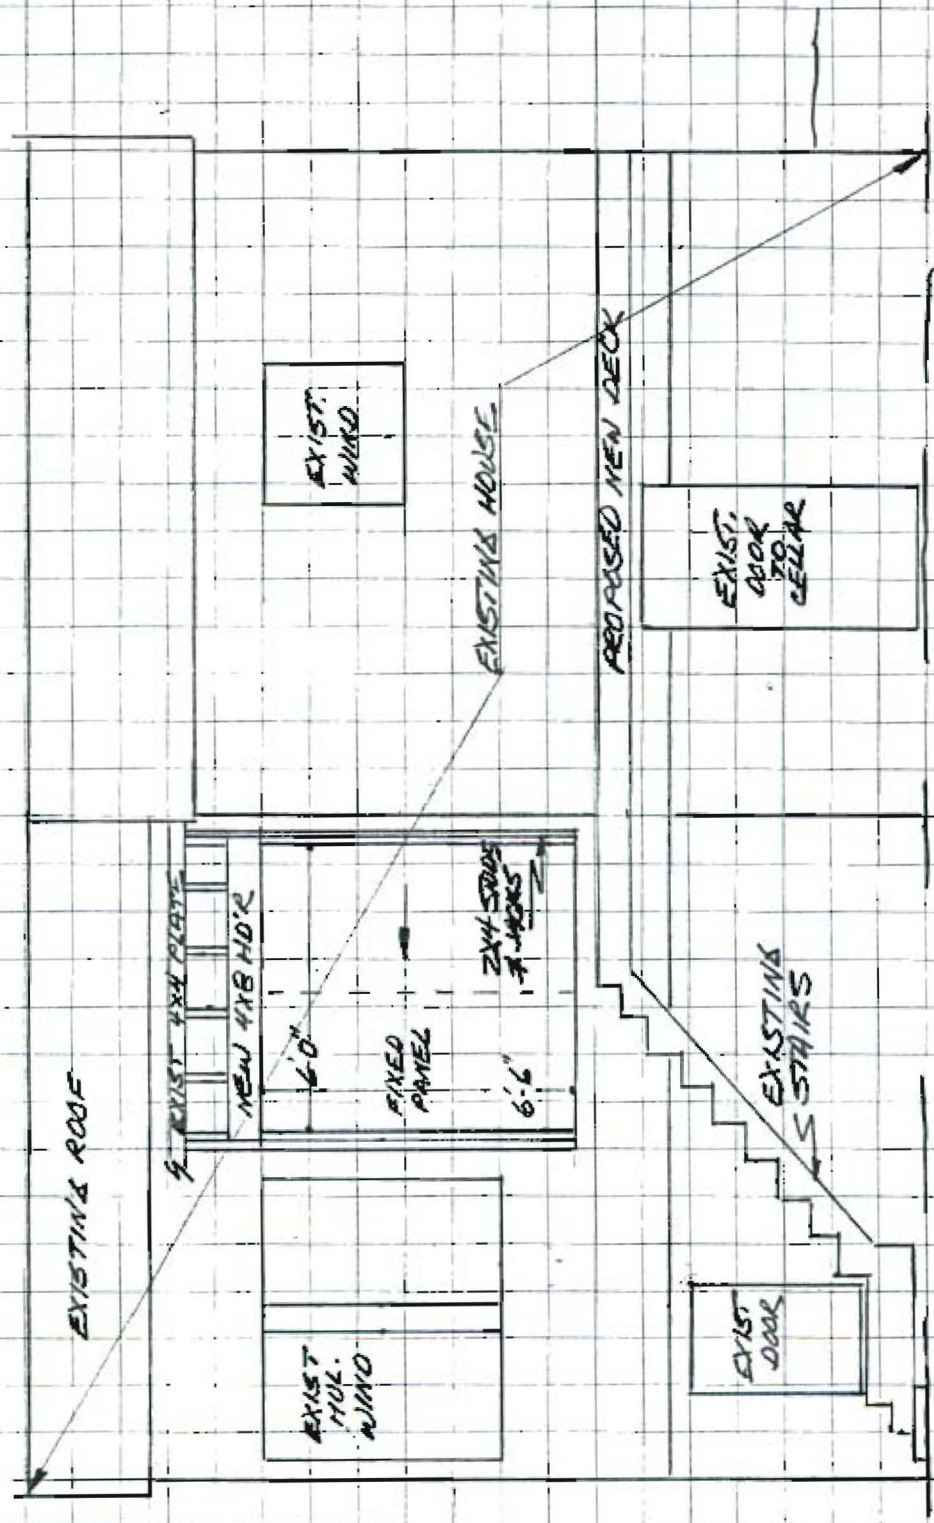 EXISTING ROOF
EXIST 4X4 PLATE
NEW 4X8 HD'R
6'0"
FIXED
PANEL
6'-6"
2X4 STUDS
EXIST
MUL.
WIND
EXIST.
WIND
EXISTING HOUSE
PROPOSED NEW DECK
EXIST.
DOOR
TO
CELLAR
EXISTING
STAIRS
EXIST
DOOR